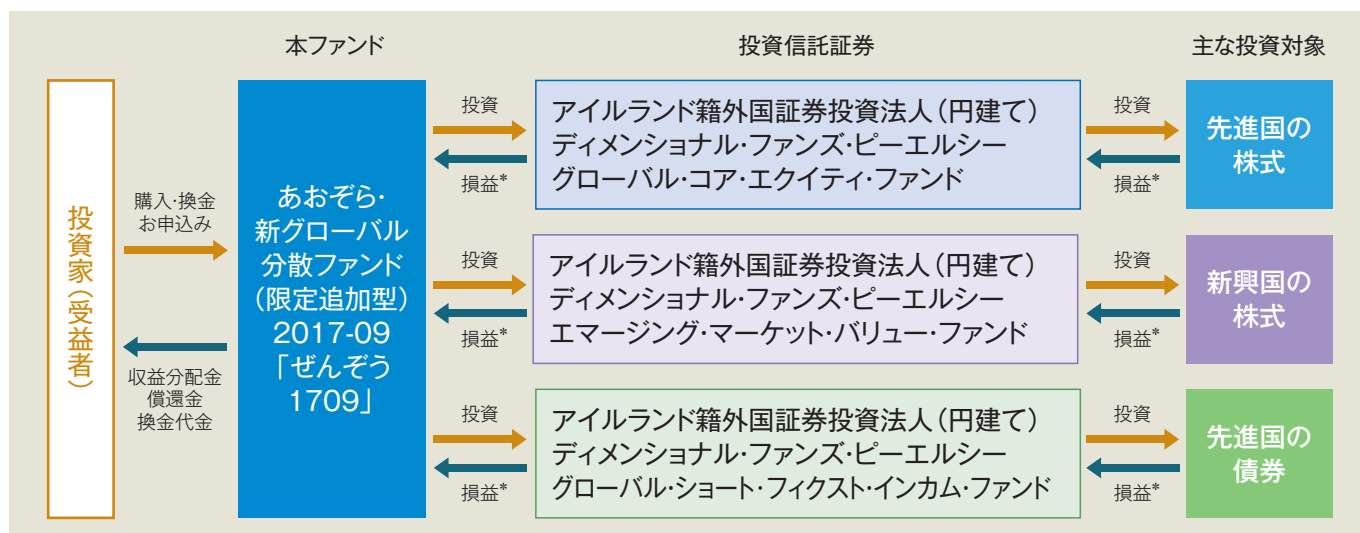 本ファンド
投資信託証券
主な投資対象
投資家(受益者)
購入・換金
お申込み
収益分配金
償還金
換金代金
あおぞら・
新グローバル
分散ファンド
(限定追加型)
2017-09
「ぜんぞう
1709」
投資
損益*
アイルランド籍外国証券投資法人(円建て)
ディメンショナル・ファンズ・ピーエルシー
グローバル・コア・エクイティ・ファンド
投資
損益*
先進国の
株式
投資
損益*
アイルランド籍外国証券投資法人(円建て)
ディメンショナル・ファンズ・ピーエルシー
エマージング・マーケット・バリュー・ファンド
投資
損益*
新興国の
株式
投資
損益*
アイルランド籍外国証券投資法人(円建て)
ディメンショナル・ファンズ・ピーエルシー
グローバル・ショート・フィクスト・インカム・ファンド
投資
損益*
先進国の
債券